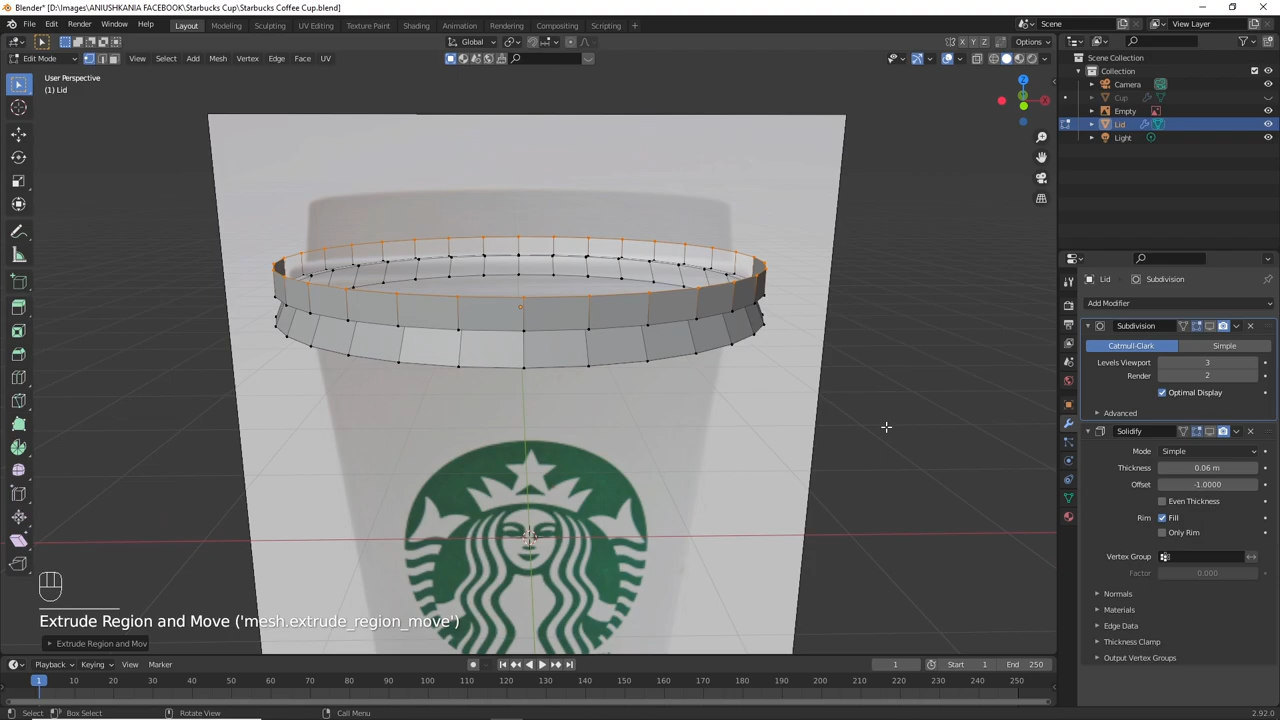 Blender* [D:\ANIUSHKANIA FACEBOOK\Starbucks Cup\Starbucks Coffee Cup.blend]
File Edit Render Window Help Layout Modeling Sculpting UV Editing Texture Paint Shading Animation Rendering Compositing Scripting + Scene View Layer
Global X Y Z Options
Edit Mode View Select Add Mesh Vertex Edge Face UV
User Perspective
(1) Lid
Z
X
Scene Collection
Collection
Camera
Cup
Empty
Lid
Light
Lid Subdivision
Add Modifier
Subdivision
Catmull-Clark Simple
Levels Viewport 3
Render 2
Optimal Display
Advanced
Solidify
Mode Simple
Thickness 0.06 m
Offset -1.0000
Even Thickness
Rim Fill
Only Rim
Vertex Group
Factor 0.000
Normals
Materials
Edge Data
Thickness Clamp
Output Vertex Groups
Extrude Region and Move ('mesh.extrude_region_move')
Extrude Region and Mov
Playback Keying View Marker 1 Start 1 End 250
1 10 20 30 40 50 60 70 80 90 100 110 120 130 140 150 160 170 180 190 200 210 220 230 240 250
Select Box Select Rotate View Call Menu 2.92.0